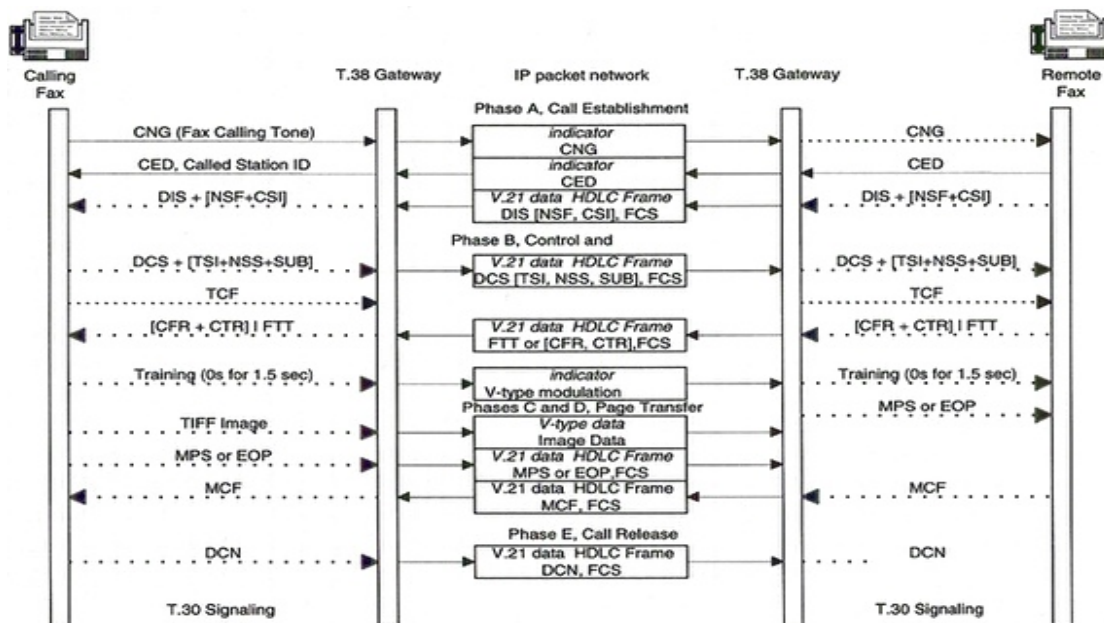 Calling
Fax
T.38 Gateway
IP packet network
T.38 Gateway
Remote
Fax
Phase A, Call Establishment
CNG (Fax Calling Tone)
indicator
CNG
CNG
CED, Called Station ID
indicator
CED
CED
DIS + [NSF+CSI]
V.21 data HDLC Frame
DIS [NSF, CSI], FCS
DIS + [NSF+CSI]
Phase B, Control and
DCS + [TSI+NSS+SUB]
V.21 data HDLC Frame
DCS [TSI, NSS, SUB], FCS
DCS + [TSI+NSS+SUB]
TCF
TCF
[CFR + CTR] I FTT
V.21 data HDLC Frame
FTT or [CFR, CTR],FCS
[CFR + CTR] I FTT
Training (0s for 1.5 sec)
indicator
V-type modulation
Training (0s for 1.5 sec)
Phases C and D, Page Transfer
MPS or EOP
TIFF Image
V-type data
Image Data
MPS or EOP
V.21 data HDLC Frame
MPS or EOP,FCS
MCF
V.21 data HDLC Frame
MCF, FCS
MCF
Phase E, Call Release
DCN
V.21 data HDLC Frame
DCN, FCS
DCN
T.30 Signaling
T.30 Signaling